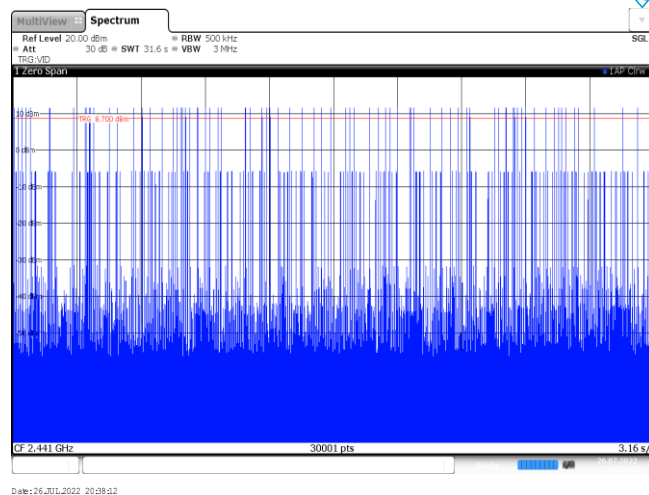 MultiView Spectrum
Ref Level 20.00 dBm RBW 500 kHz SGL
Att 30 dB SWT 31.6 s VBW 3 MHz
TRG:VID
1 Zero Span 1AP Clrw
10 dBm
TRG 8.700 dBm
0 dBm
-10 dBm
-20 dBm
-30 dBm
-40 dBm
CF 2.441 GHz 30001 pts 3.16 s/
Date: 26.JUL.2022 20:38:12